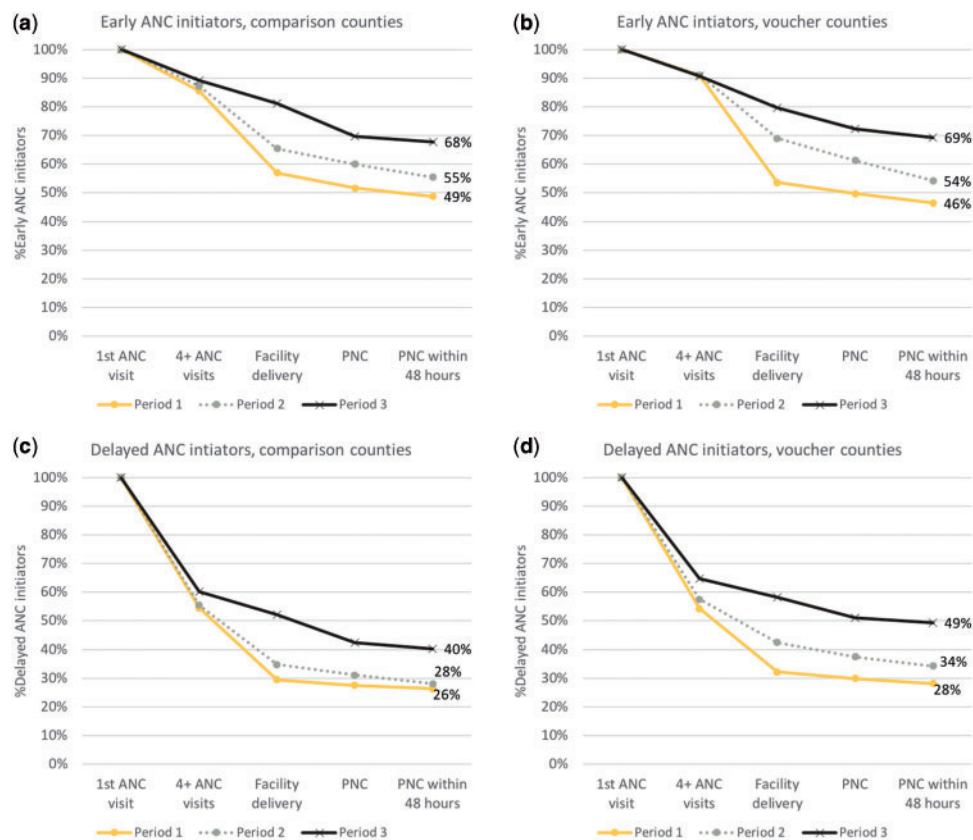 (a)
Early ANC initiators, comparison counties
%Early ANC initiators
100%
90%
80%
70%
60%
50%
40%
30%
20%
10%
0%
68%
55%
49%
1st ANC visit
4+ ANC visits
Facility delivery
PNC
PNC within 48 hours
Period 1
Period 2
Period 3
(b)
Early ANC intiators, voucher counties
%Early ANC initiators
100%
90%
80%
70%
60%
50%
40%
30%
20%
10%
0%
69%
54%
46%
1st ANC visit
4+ ANC visits
Facility delivery
PNC
PNC within 48 hours
Period 1
Period 2
Period 3
(c)
Delayed ANC intiators, comparison counties
%Delayed ANC initiators
100%
90%
80%
70%
60%
50%
40%
30%
20%
10%
0%
40%
28%
26%
1st ANC visit
4+ ANC visits
Facility delivery
PNC
PNC within 48 hours
Period 1
Period 2
Period 3
(d)
Delayed ANC initiators, voucher counties
%Delayed ANC initiators
100%
90%
80%
70%
60%
50%
40%
30%
20%
10%
0%
49%
34%
28%
1st ANC visit
4+ ANC visits
Facility delivery
PNC
PNC within 48 hours
Period 1
Period 2
Period 3